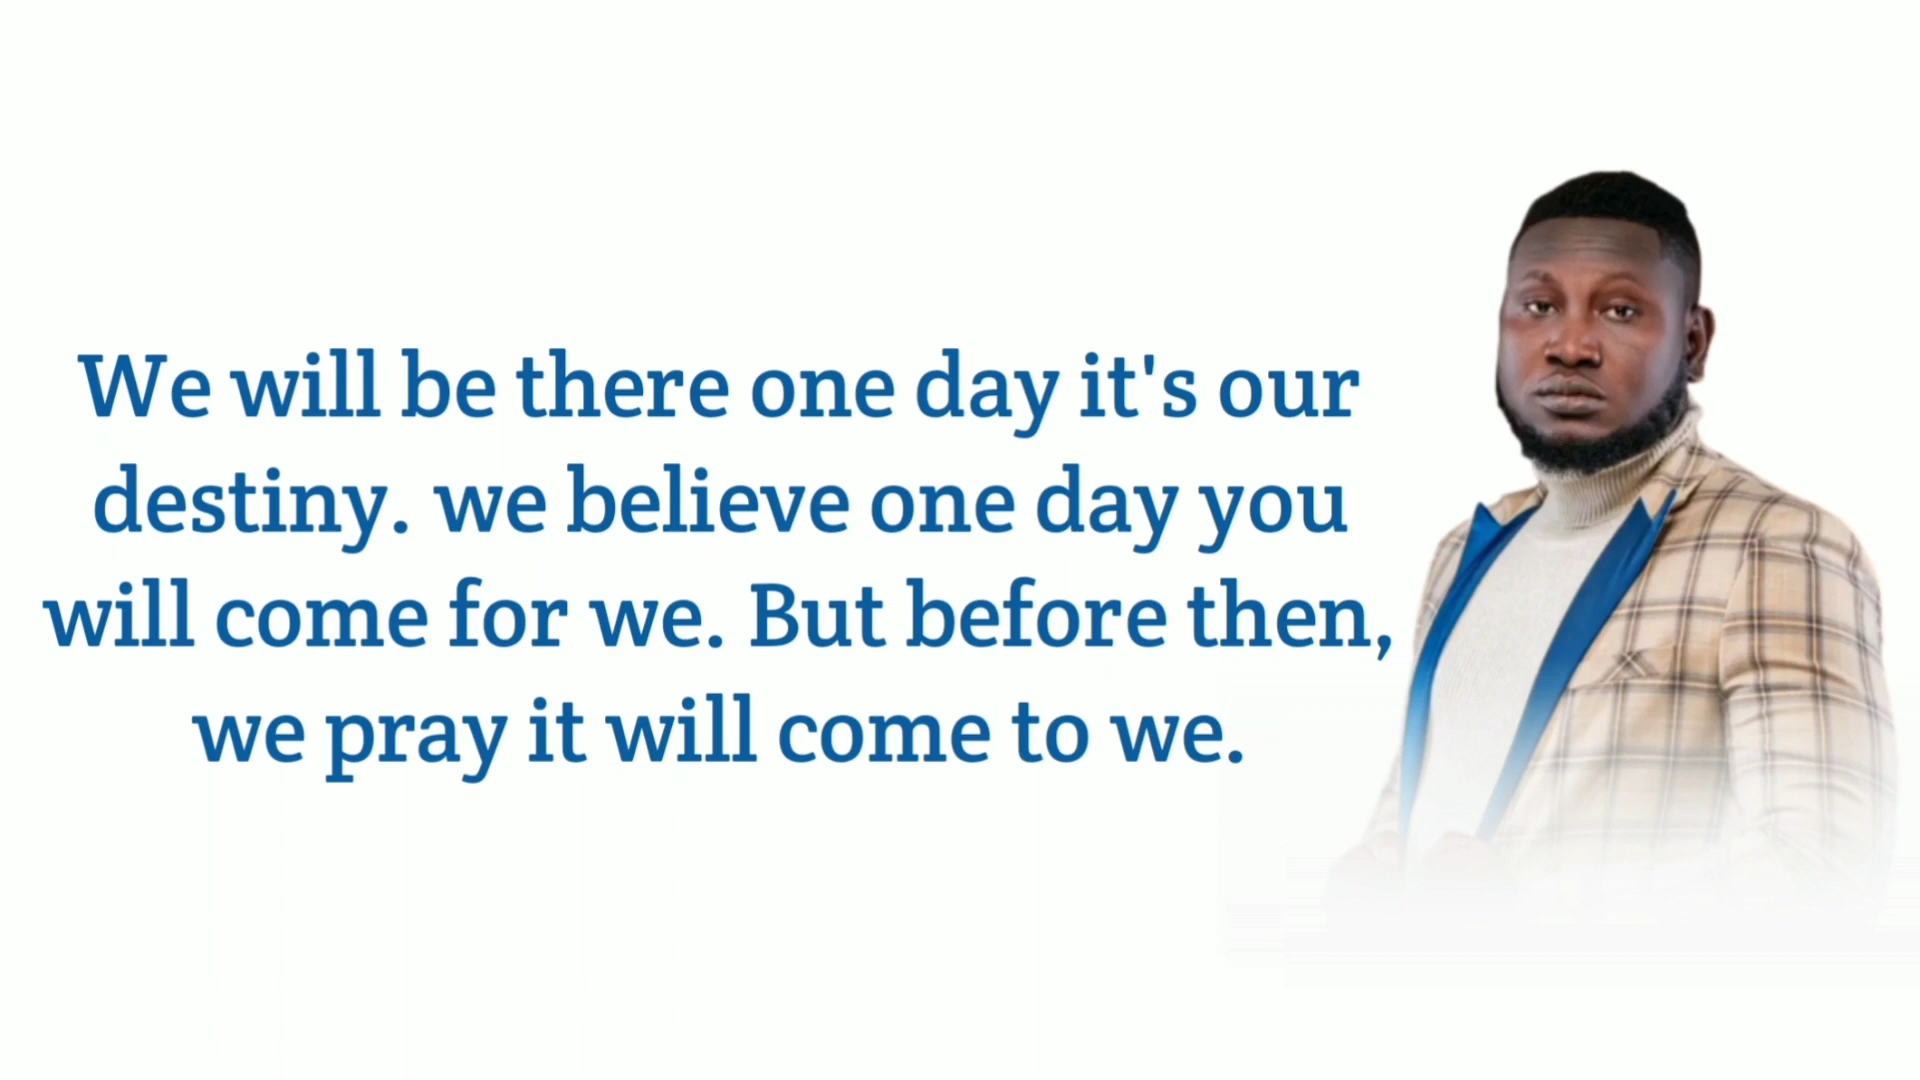 We will be there one day it's our
destiny. we believe one day you
will come for we. But before then,
we pray it will come to we.